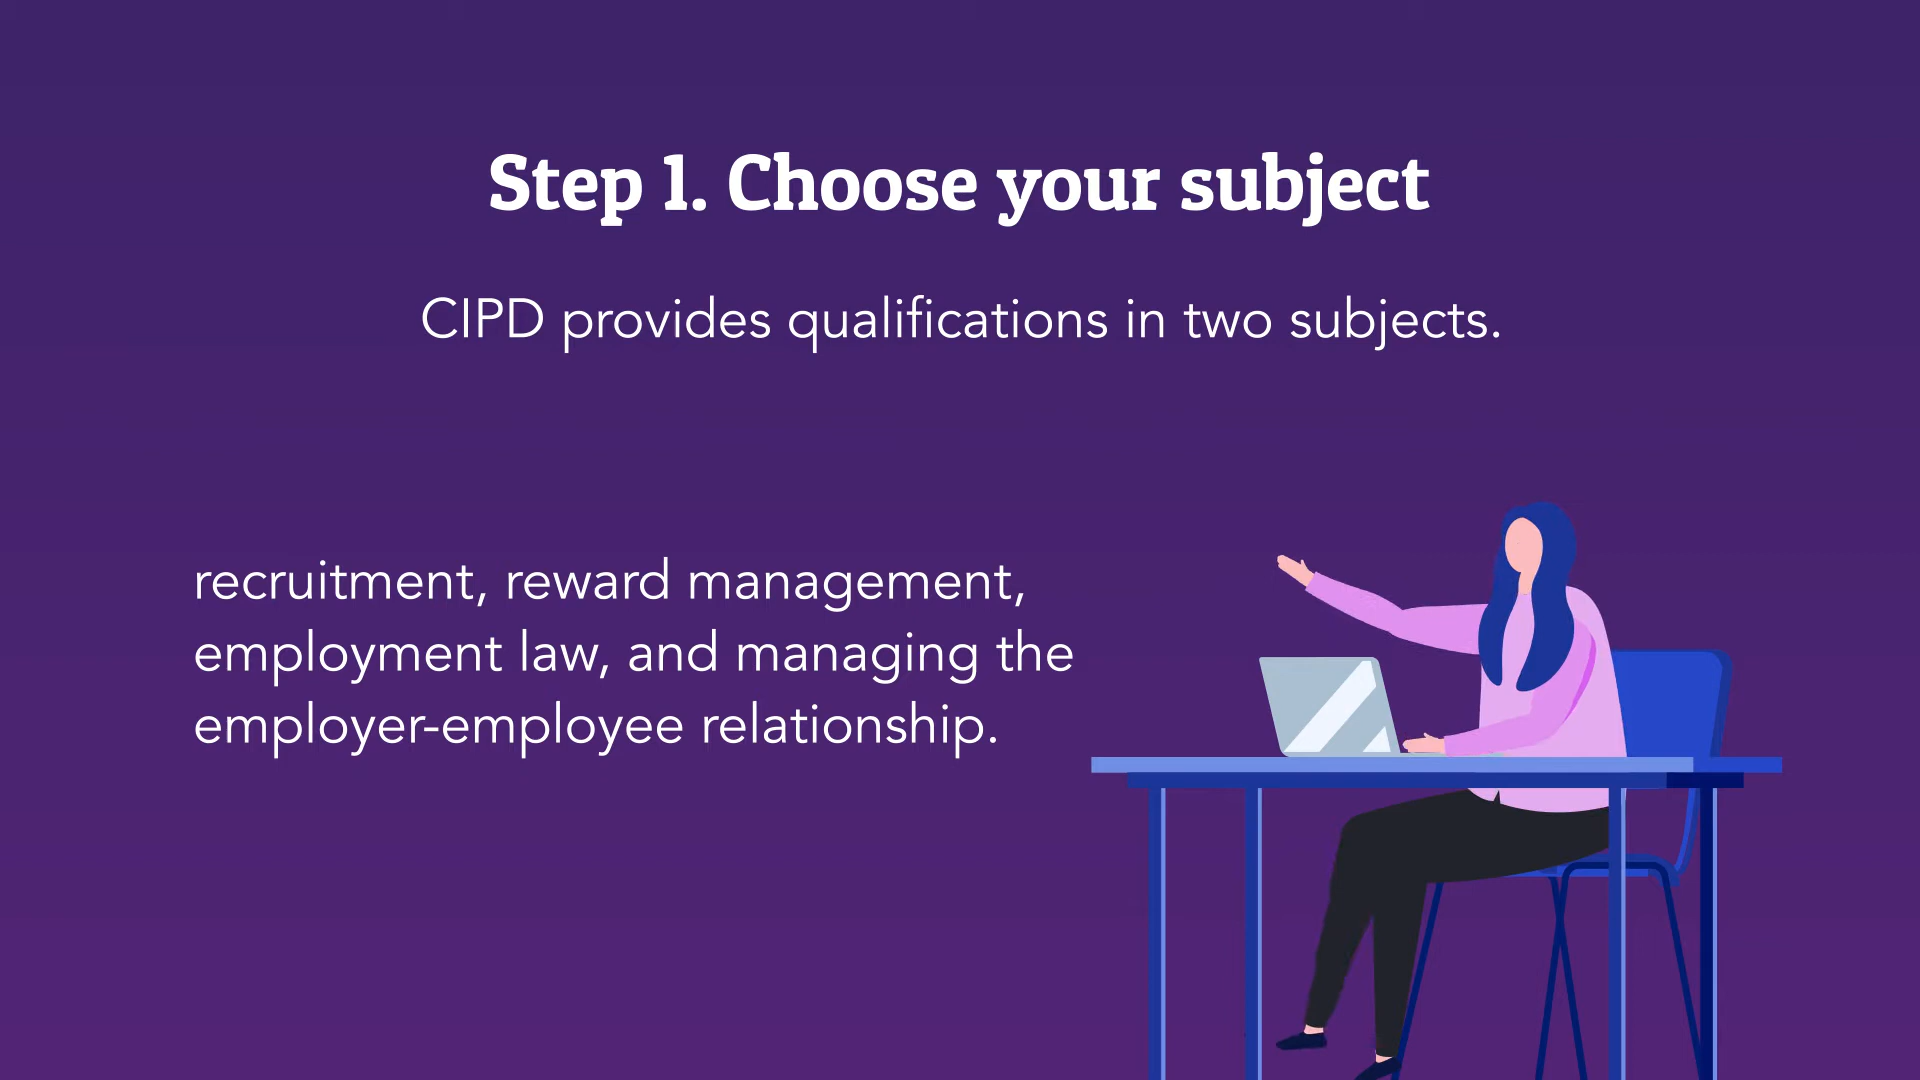 Step 1. Choose your subject
CIPD provides qualifications in two subjects.
recruitment, reward management,
employment law, and managing the
employer-employee relationship.